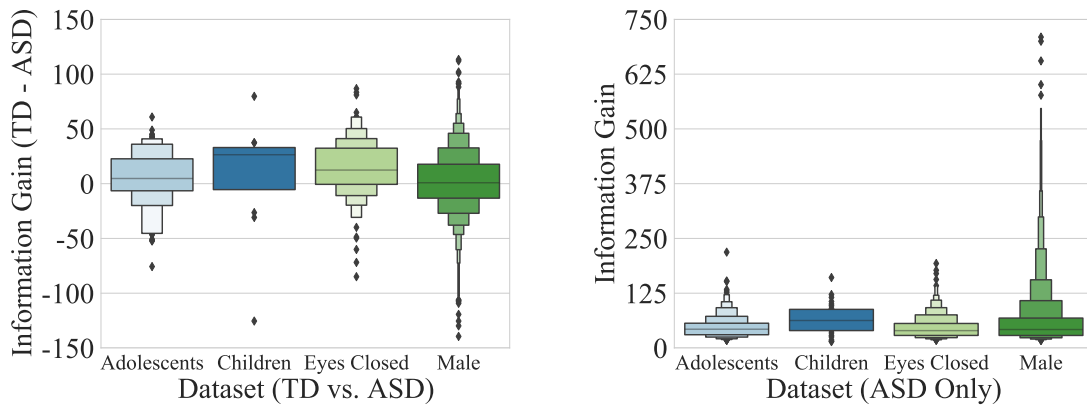 Information Gain (TD - ASD)
150
100
50
0
-50
-100
-150
Adolescents Children Eyes Closed Male
Dataset (TD vs. ASD)
Information Gain
750
625
500
375
250
125
0
Adolescents Children Eyes Closed Male
Dataset (ASD Only)